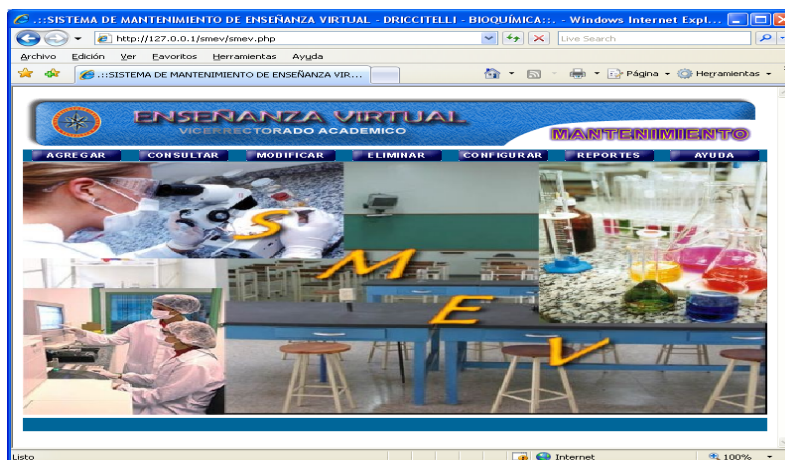 .::SISTEMA DE MANTENIMIENTO DE ENSEÑANZA VIRTUAL - DRICCITELLI - BIOQUÍMICA::. - Windows Internet Expl...
http://127.0.0.1/smev/smev.php
Live Search
Archivo Edición Ver Favoritos Herramientas Ayuda
.::SISTEMA DE MANTENIMIENTO DE ENSEÑANZA VIR...
Página
Herramientas
ENSEÑANZA VIRTUAL
VICERRECTORADO ACADEMICO
MANTENIMIENTO
AGREGAR CONSULTAR MODIFICAR ELIMINAR CONFIGURAR REPORTES AYUDA
S
M
E
V
Listo
Internet
100%